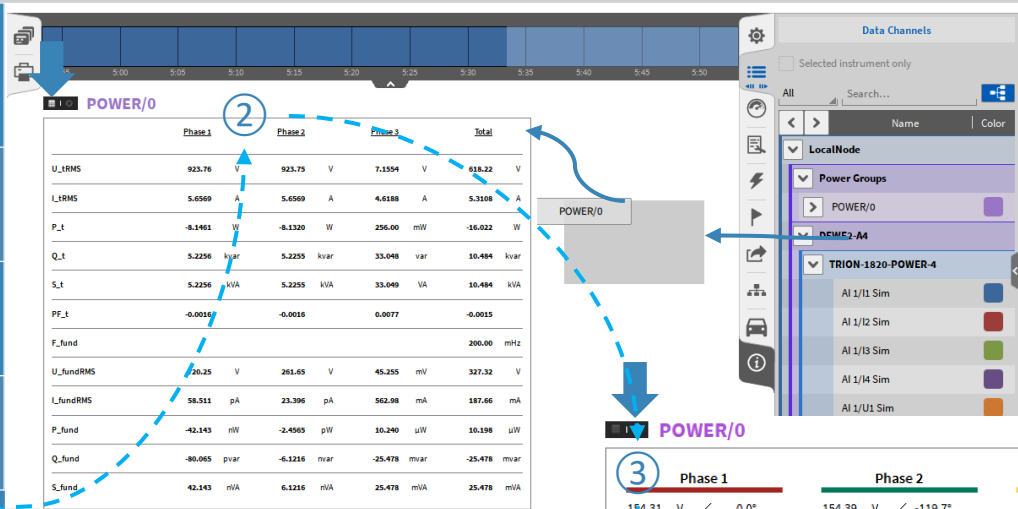 5:00 5:05 5:10 5:15 5:20 5:25 5:30 5:35 5:40 5:45 5:50
POWER/0
2
Phase 1 Phase 2 Phase 3 Total
U_tRMS 923.76 V 923.75 V 7.1554 V 618.22 V
I_tRMS 5.6569 A 5.6569 A 4.6188 A 5.3108 A
P_t -8.1461 W -8.1320 W 256.00 mW -16.022 W
Q_t 5.2256 kvar 5.2255 kvar 33.048 var 10.484 kvar
S_t 5.2256 kVA 5.2255 kVA 33.049 VA 10.484 kVA
PF_t -0.0016 -0.0016 0.0077 -0.0015
F_fund 200.00 mHz
U_fundRMS 20.25 V 261.65 V 45.255 mV 327.32 V
I_fundRMS 58.511 pA 23.396 pA 562.98 mA 187.66 mA
P_fund -42.143 nW -2.4565 pW 10.240 µW 10.198 µW
Q_fund -80.065 pvar -6.1216 nvar -25.478 mvar -25.478 mvar
S_fund 42.143 nVA 6.1216 nVA 25.478 mVA 25.478 mVA
POWER/0
Data Channels
Selected instrument only
All Search...
Name Color
LocalNode
Power Groups
POWER/0
DEWE2-A4
TRION-1820-POWER-4
AI 1/I1 Sim
AI 1/I2 Sim
AI 1/I3 Sim
AI 1/I4 Sim
AI 1/U1 Sim
POWER/0
3
Phase 1 Phase 2
154.31 V 0.0° 154.39 V -119.7°